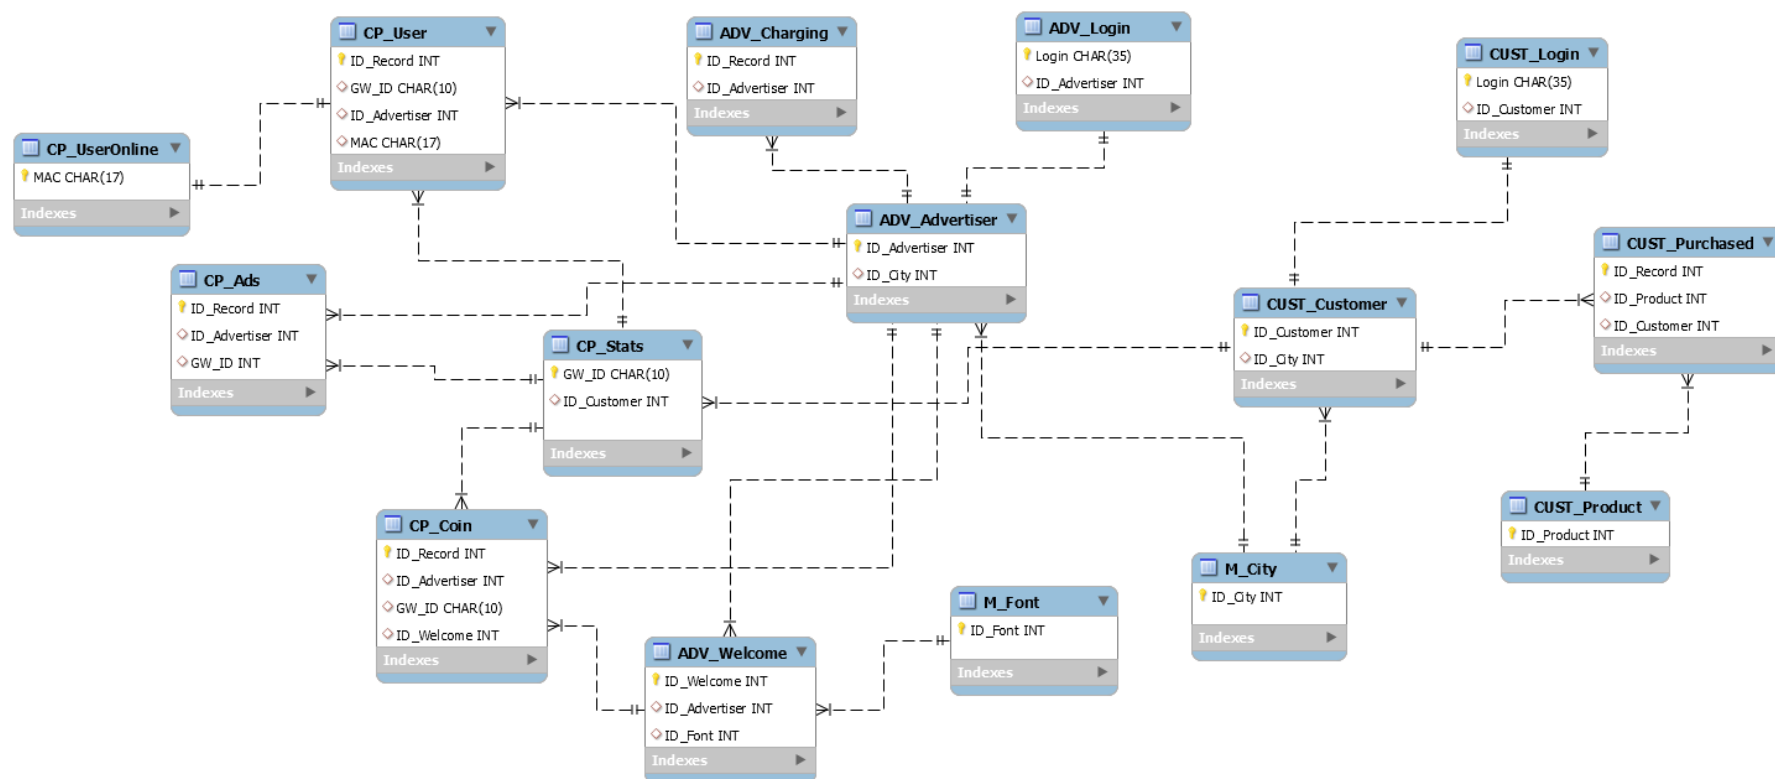 CP_User
ID_Record INT
GW_ID CHAR(10)
ID_Advertiser INT
MAC CHAR(17)
Indexes
ADV_Charging
ID_Record INT
ID_Advertiser INT
Indexes
ADV_Login
Login CHAR(35)
ID_Advertiser INT
Indexes
CUST_Login
Login CHAR(35)
ID_Customer INT
Indexes
CP_UserOnline
MAC CHAR(17)
Indexes
ADV_Advertiser
ID_Advertiser INT
ID_City INT
Indexes
CUST_Purchased
ID_Record INT
ID_Product INT
ID_Customer INT
Indexes
CP_Ads
ID_Record INT
ID_Advertiser INT
GW_ID INT
Indexes
CUST_Customer
ID_Customer INT
ID_City INT
Indexes
CP_Stats
GW_ID CHAR(10)
ID_Customer INT
Indexes
CUST_Product
ID_Product INT
Indexes
CP_Coin
ID_Record INT
ID_Advertiser INT
GW_ID CHAR(10)
ID_Welcome INT
Indexes
M_City
ID_City INT
Indexes
M_Font
ID_Font INT
Indexes
ADV_Welcome
ID_Welcome INT
ID_Advertiser INT
ID_Font INT
Indexes